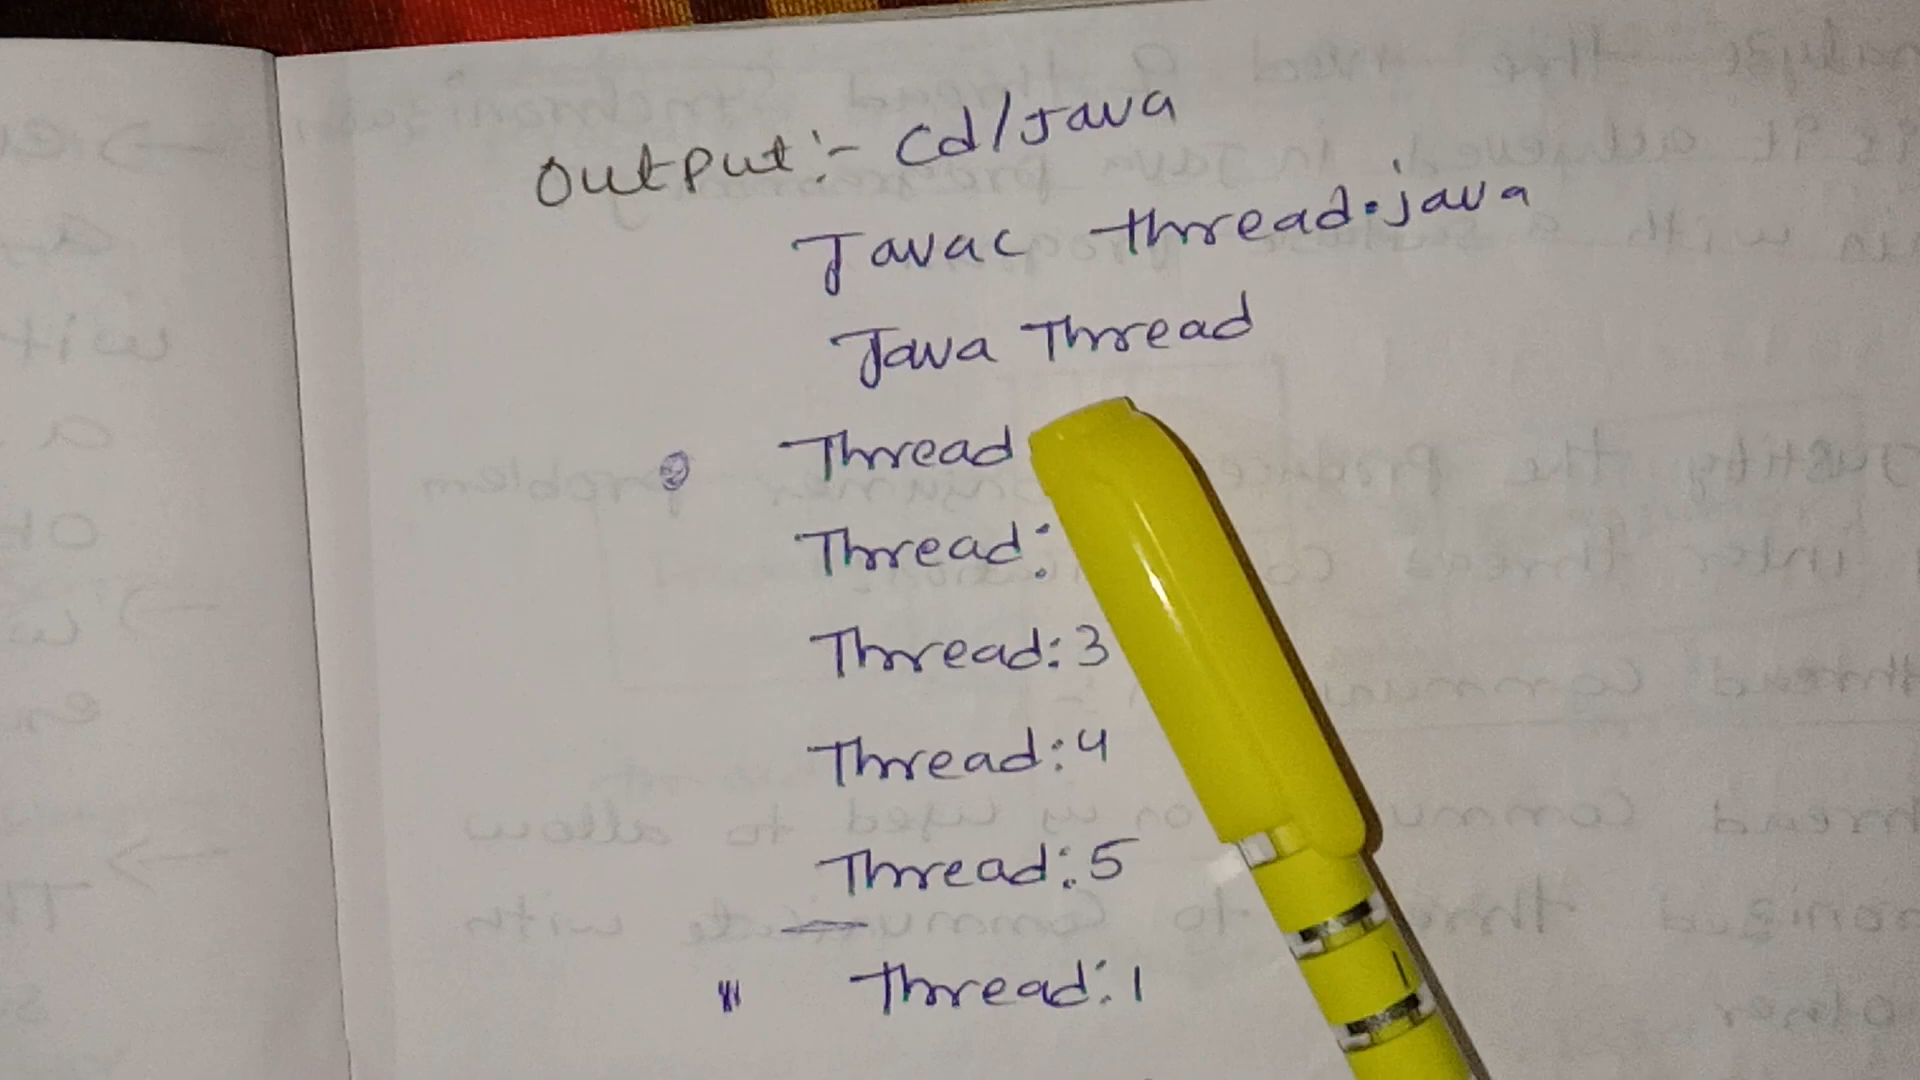 Output:- Cd/Java
Javac thread.java
Java Thread
Thread
Thread:
Thread:3
Thread:4
Thread:5
Thread:1